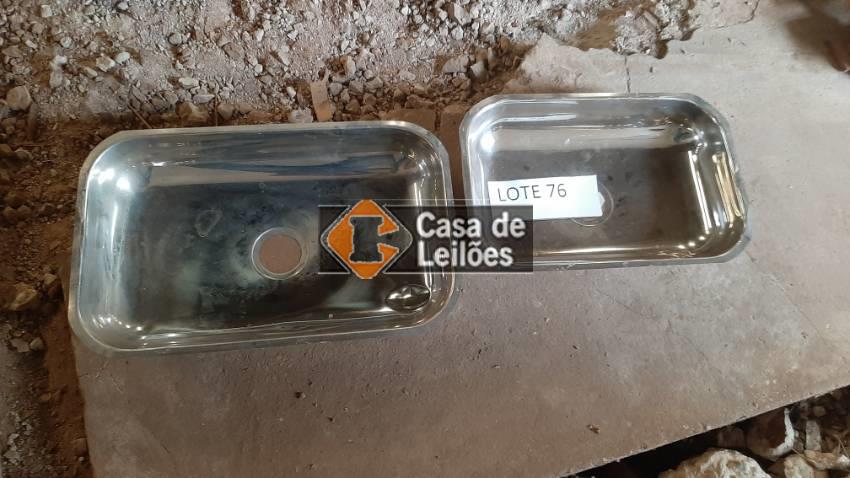 LOTE 76
Casa de
Leilões